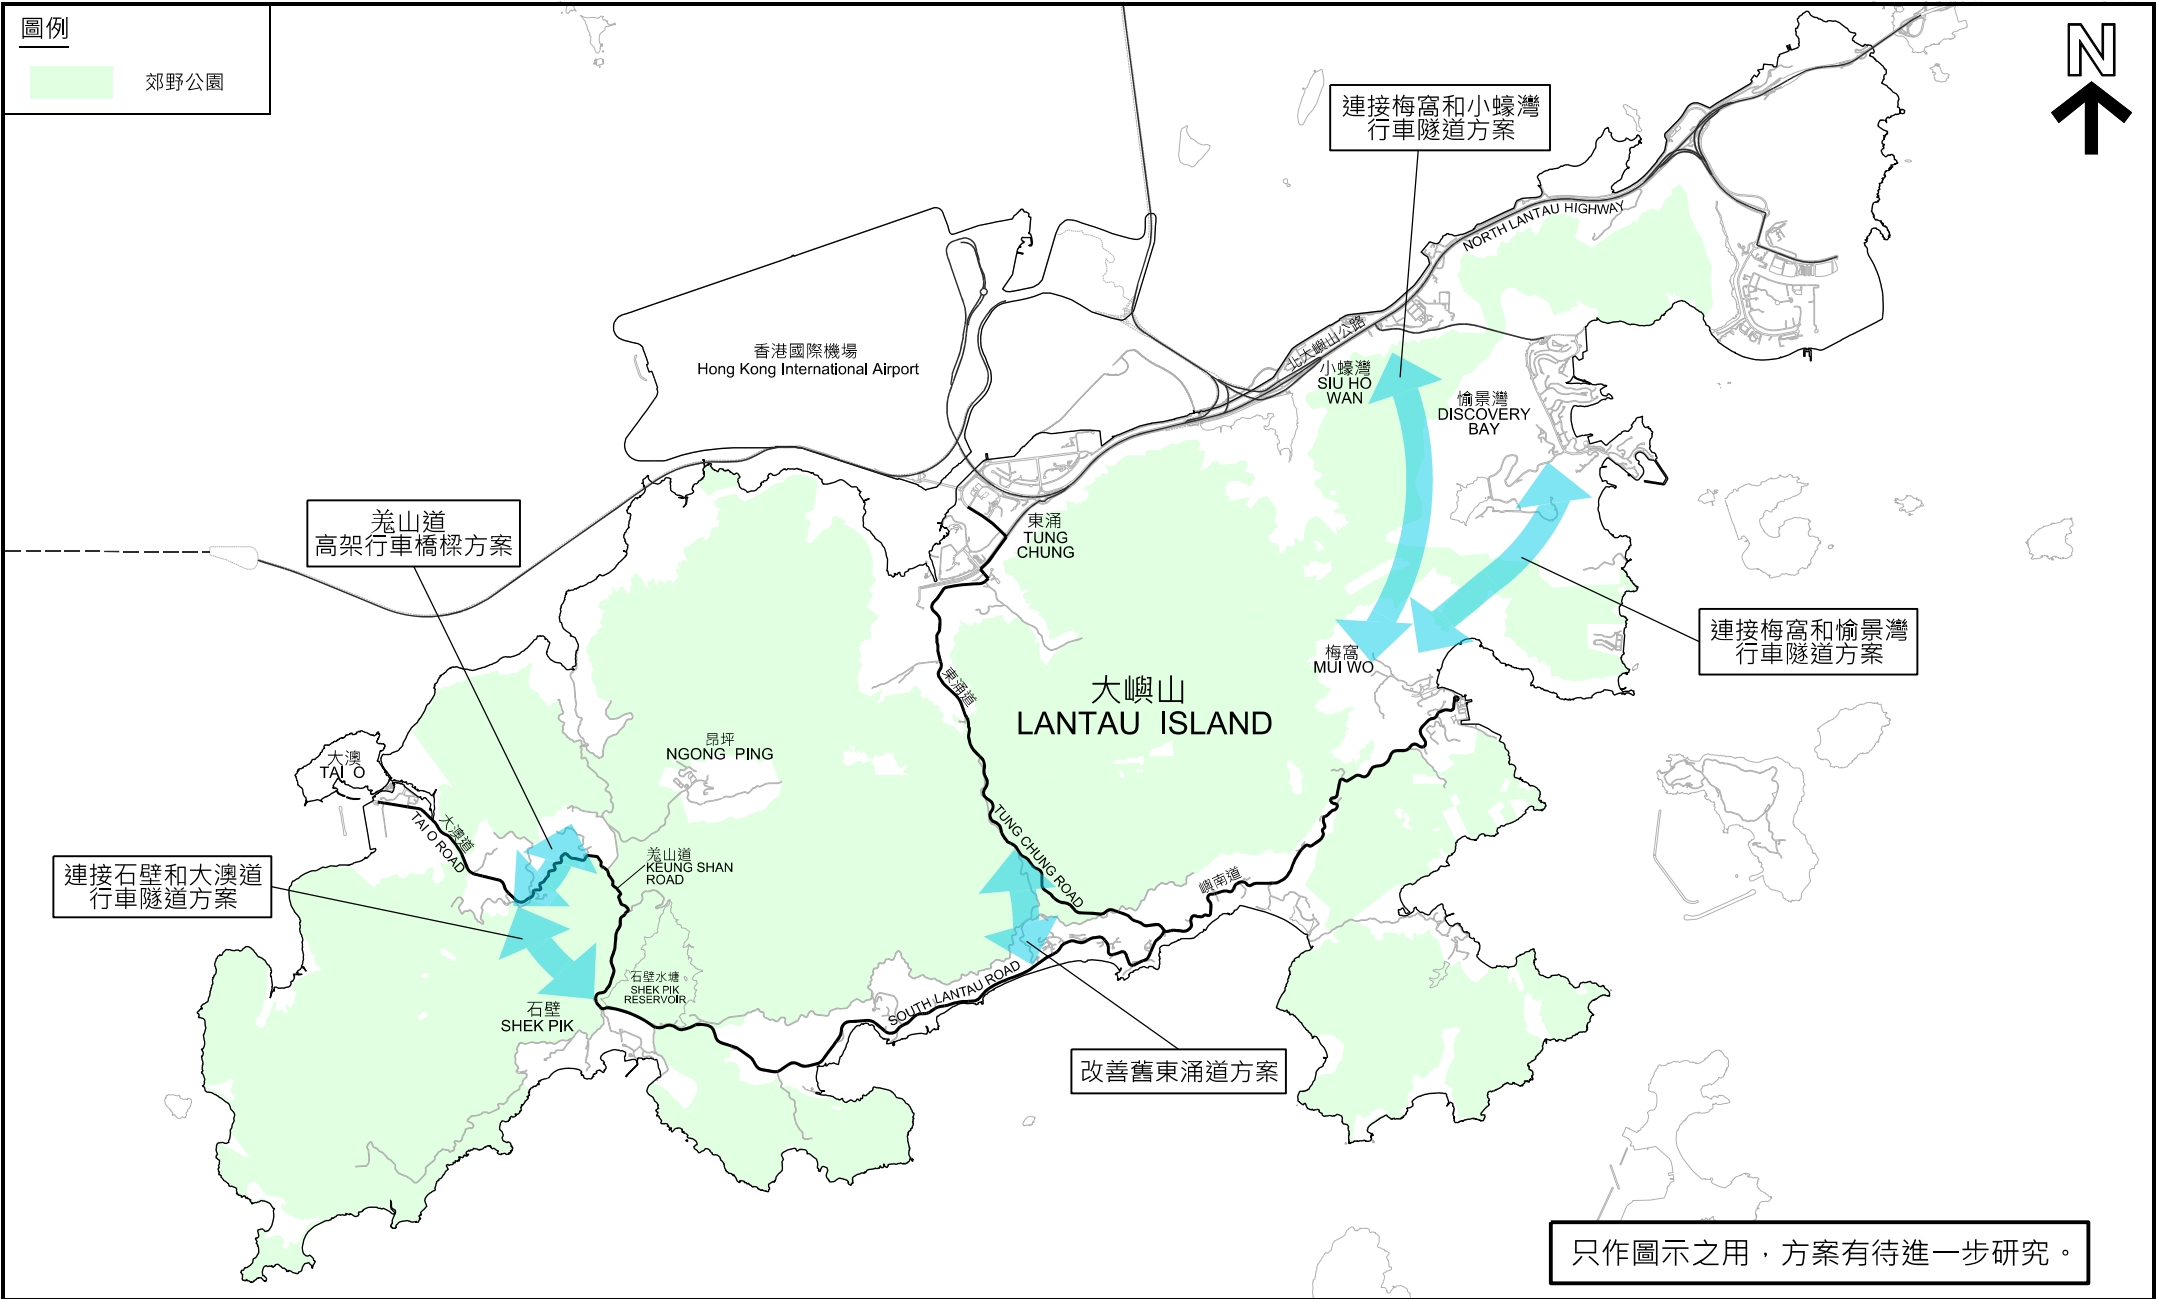 圖例
郊野公園
N
連接梅窩和小蠔灣
行車隧道方案
NORTH LANTAU HIGHWAY
北大嶼山公路
香港國際機場
Hong Kong International Airport
小蠔灣
SIU HO
WAN
愉景灣
DISCOVERY
BAY
羗山道
高架行車橋樑方案
東涌
TUNG
CHUNG
連接梅窩和愉景灣
行車隧道方案
梅窩
MUI WO
東涌道
大嶼山
LANTAU ISLAND
昂坪
NGONG PING
大澳
TAI O
大澳道
TAI O ROAD
TUNG CHUNG ROAD
羗山道
KEUNG SHAN
ROAD
連接石壁和大澳道
行車隧道方案
嶼南道
石壁水塘
SHEK PIK
RESERVOIR
SOUTH LANTAU ROAD
石壁
SHEK PIK
改善舊東涌道方案
只作圖示之用，方案有待進一步研究。